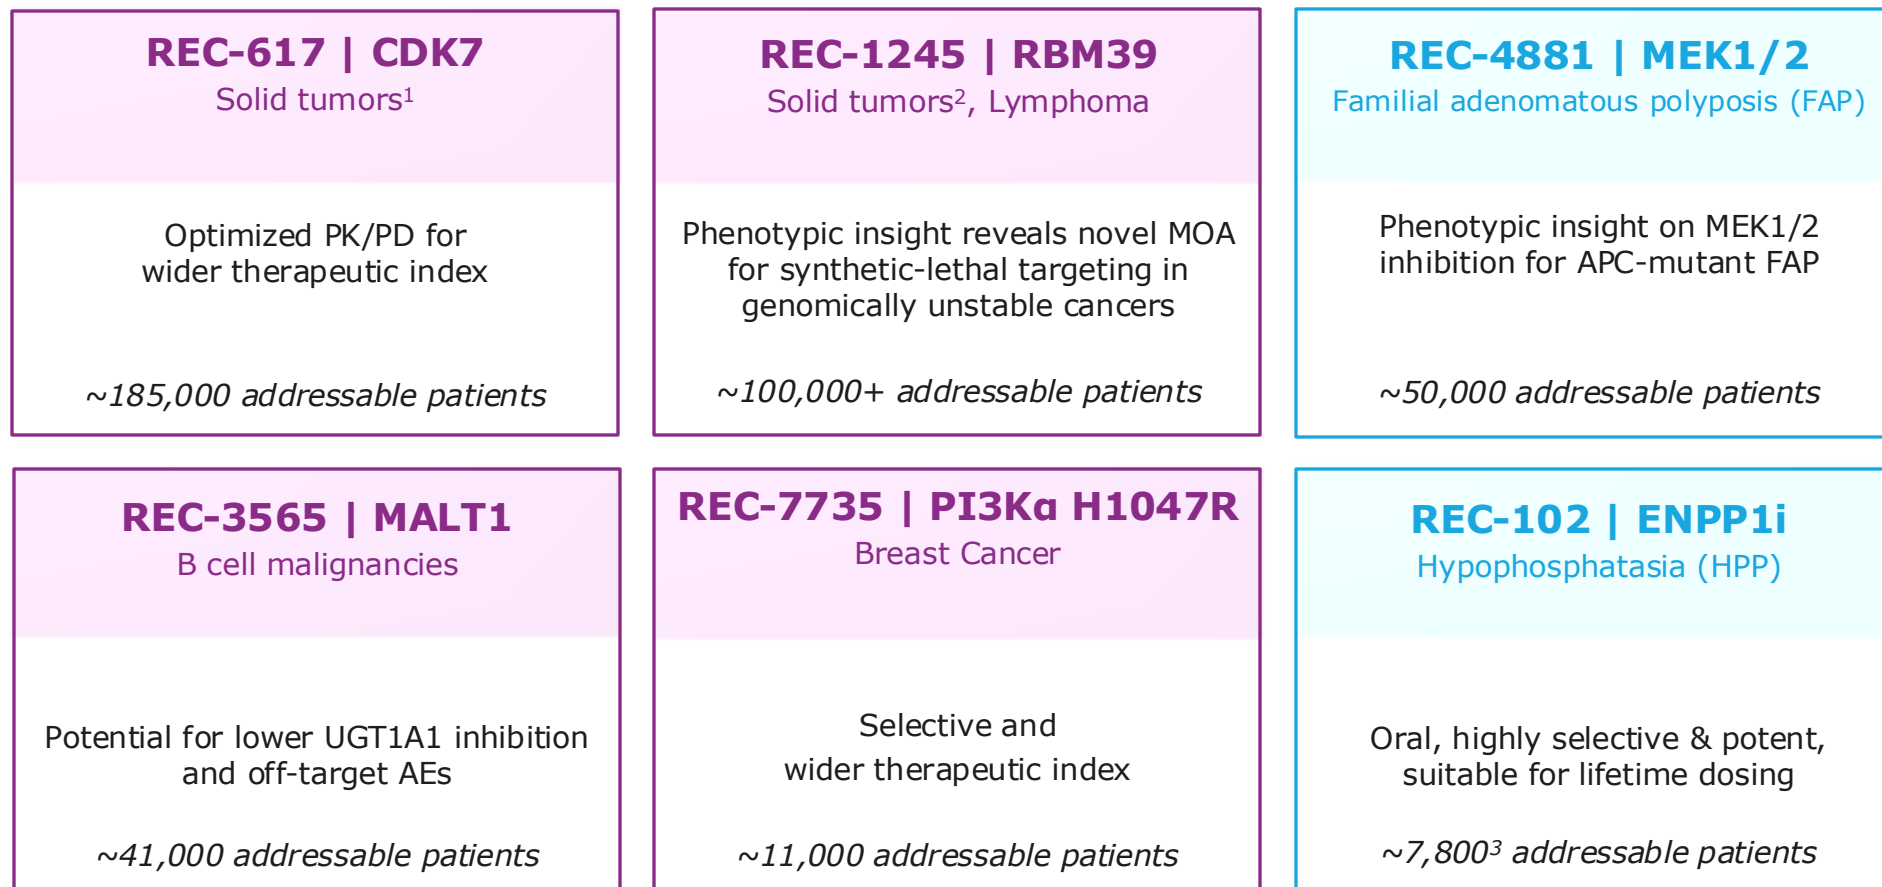 REC-617 | CDK7
Solid tumors¹
Optimized PK/PD for
wider therapeutic index
~185,000 addressable patients
REC-1245 | RBM39
Solid tumors², Lymphoma
Phenotypic insight reveals novel MOA
for synthetic-lethal targeting in
genomically unstable cancers
~100,000+ addressable patients
REC-4881 | MEK1/2
Familial adenomatous polyposis (FAP)
Phenotypic insight on MEK1/2
inhibition for APC-mutant FAP
~50,000 addressable patients
REC-3565 | MALT1
B cell malignancies
Potential for lower UGT1A1 inhibition
and off-target AEs
~41,000 addressable patients
REC-7735 | PI3Kα H1047R
Breast Cancer
Selective and
wider therapeutic index
~11,000 addressable patients
REC-102 | ENPP1i
Hypophosphatasia (HPP)
Oral, highly selective & potent,
suitable for lifetime dosing
~7,800³ addressable patients